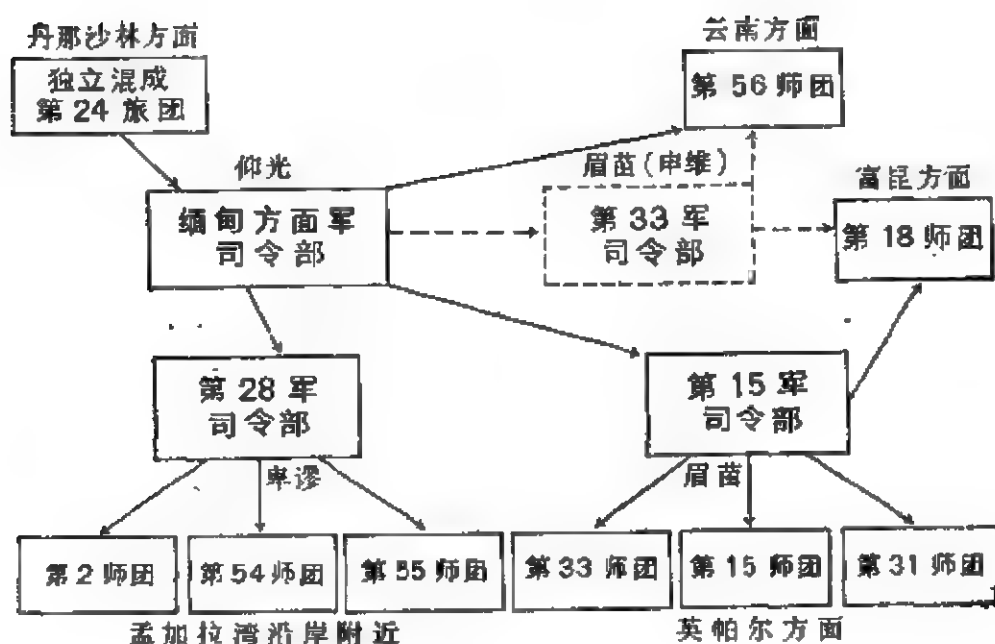 丹那沙林方面
独立混成
第24旅团
云南方面
第56师团
仰光
缅甸方面军
司令部
眉苗(申维)
第33军
司令部
富昆方面
第18师团
第28军
司令部
卑谬
第15军
司令部
眉苗
第2师团
第54师团
第55师团
第33师团
第15师团
第31师团
孟加拉湾沿岸附近
英帕尔方面